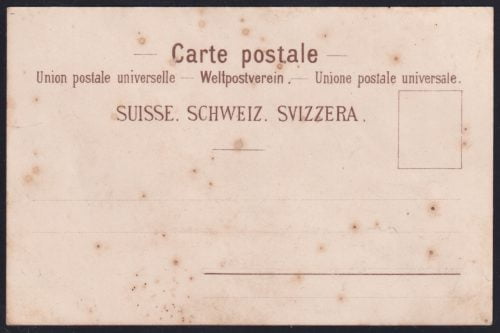 — Carte postale —
Union postale universelle — Weltpostverein. — Unione postale universale.
SUISSE. SCHWEIZ. SVIZZERA.